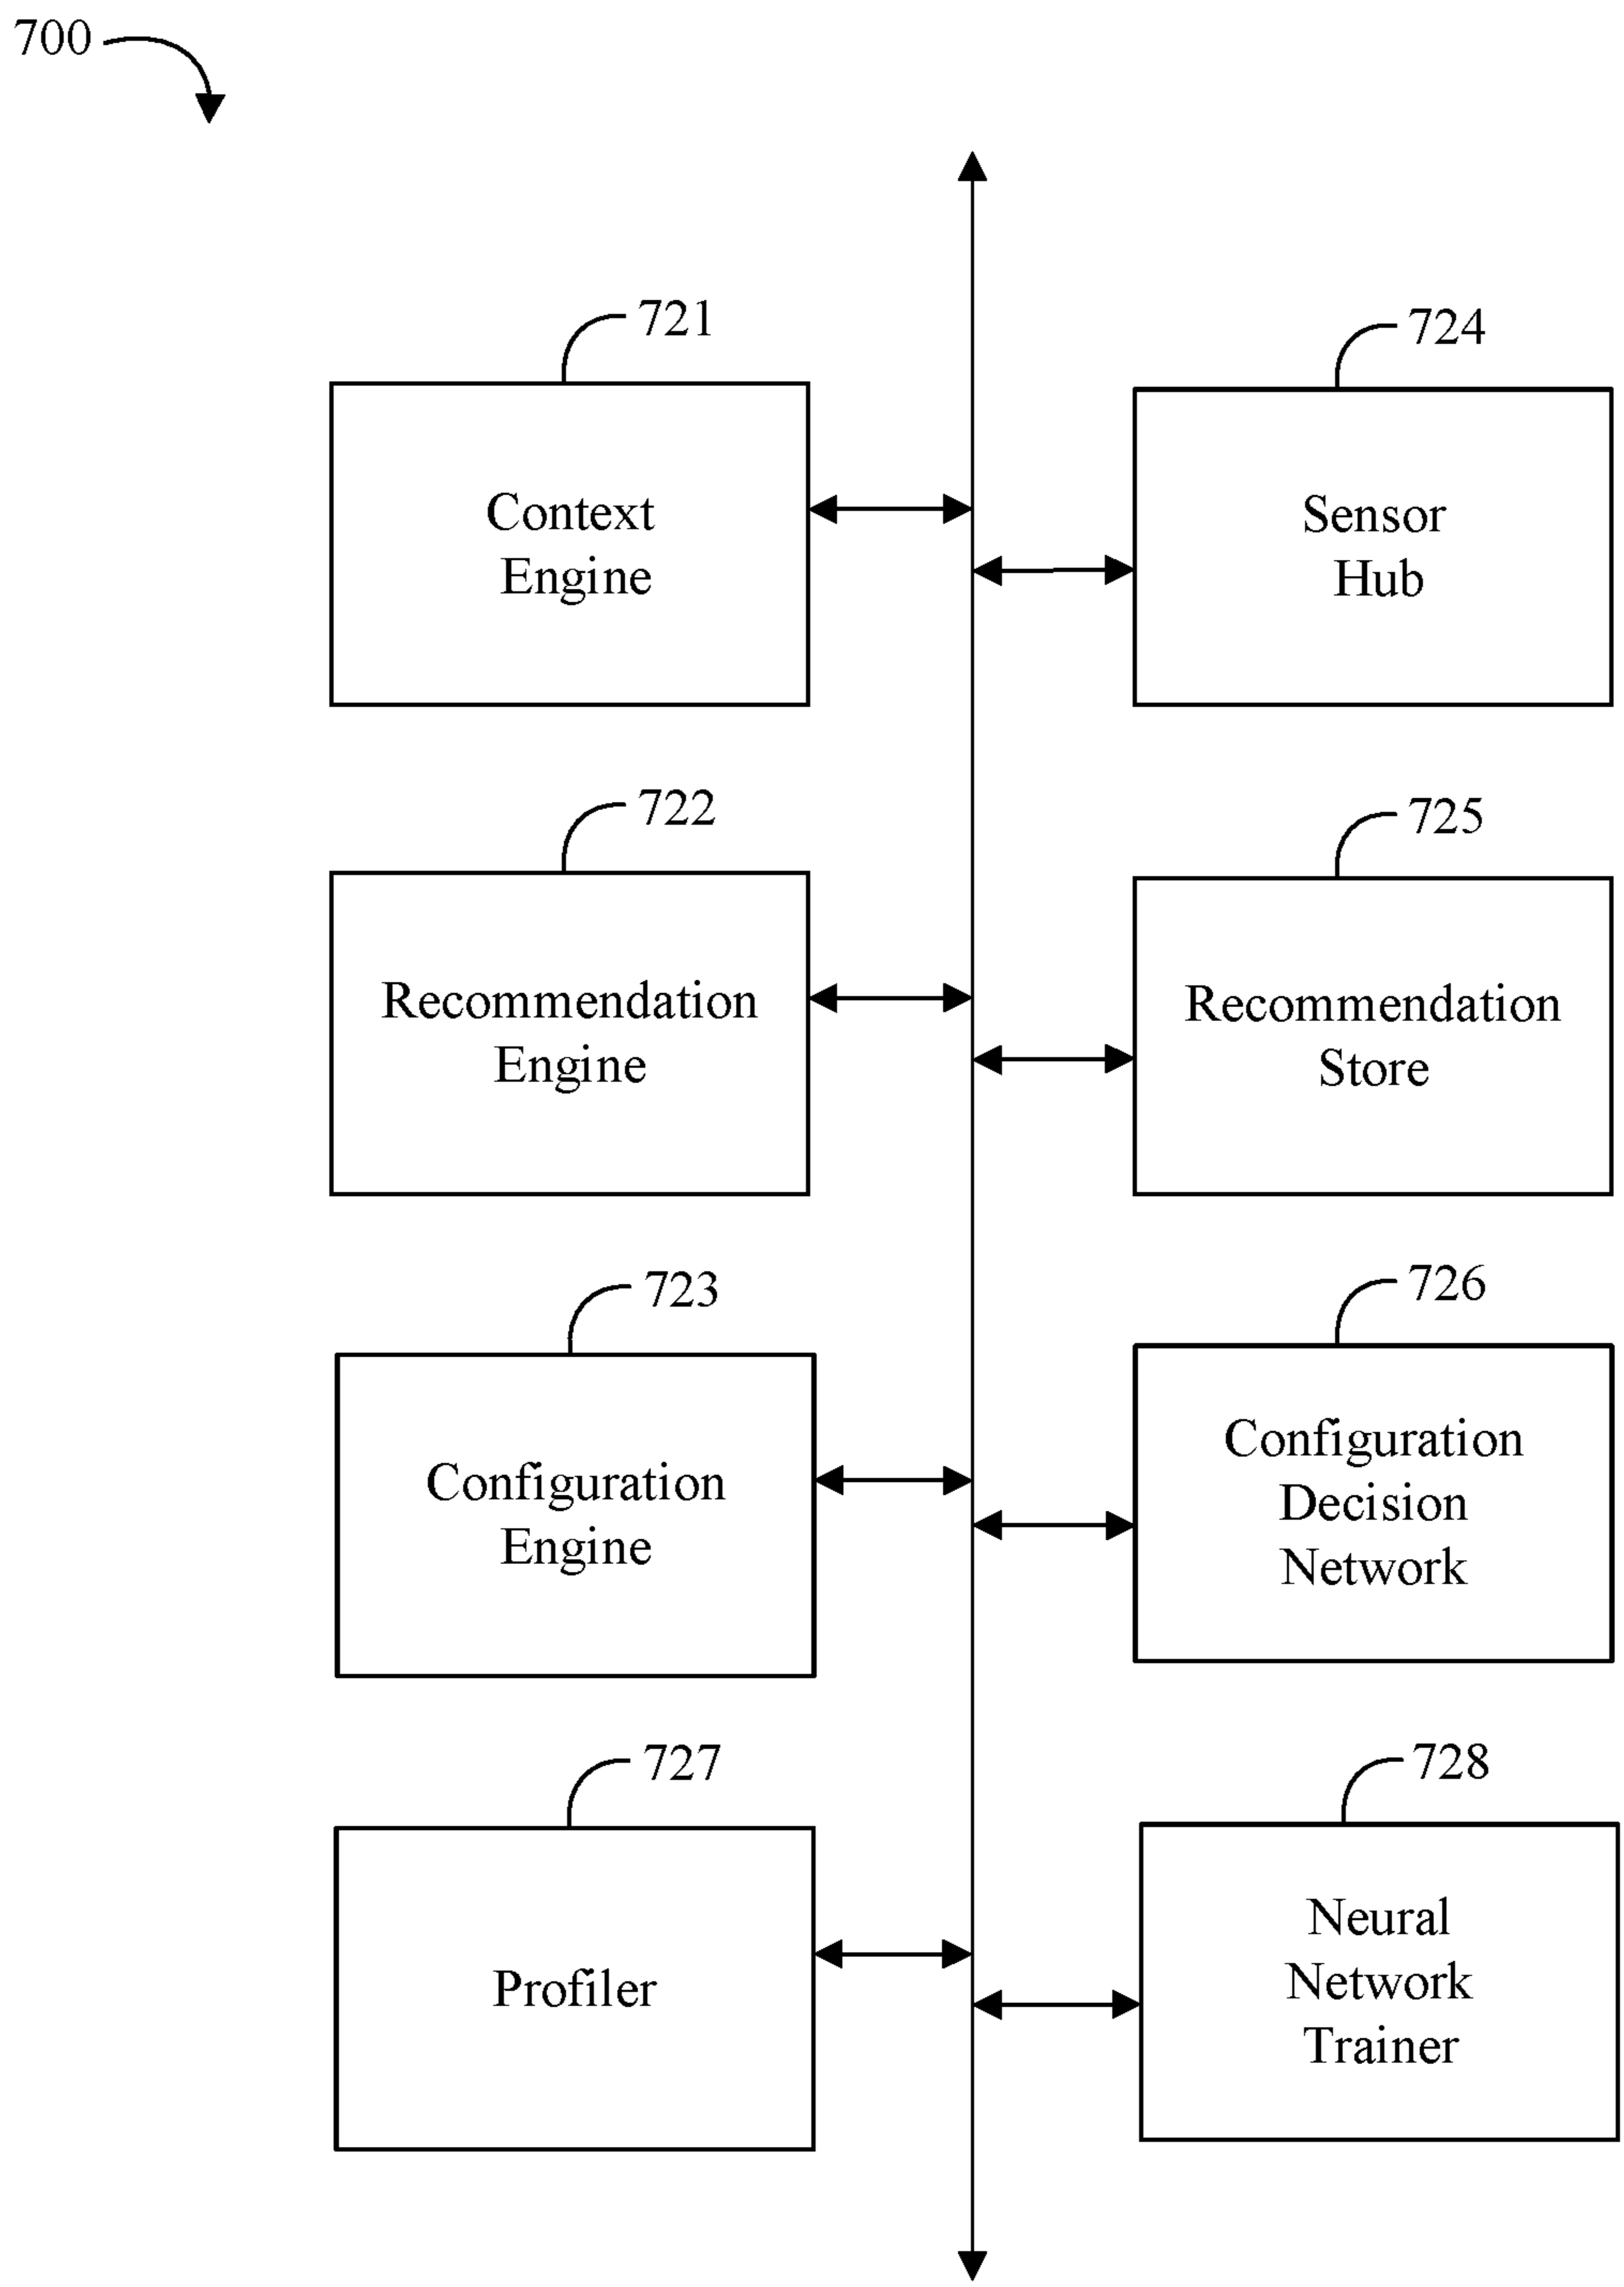 700
721
Context
Engine
724
Sensor
Hub
722
Recommendation
Engine
725
Recommendation
Store
723
Configuration
Engine
726
Configuration
Decision
Network
727
Profiler
728
Neural
Network
Trainer